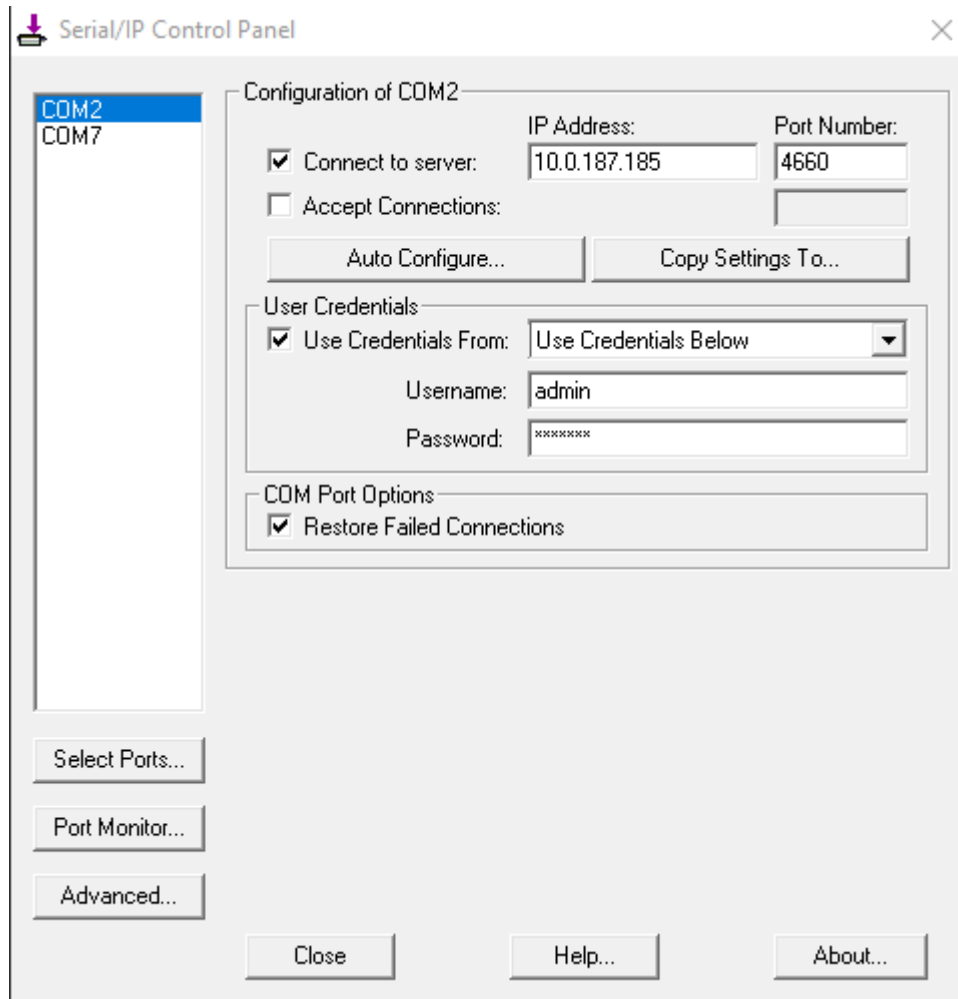 Serial/IP Control Panel
COM2
COM7
Configuration of COM2
IP Address: Port Number:
Connect to server: 10.0.187.185 4660
Accept Connections:
Auto Configure... Copy Settings To...
User Credentials
Use Credentials From: Use Credentials Below
Username: admin
Password: *******
COM Port Options
Restore Failed Connections
Select Ports...
Port Monitor...
Advanced...
Close Help... About...